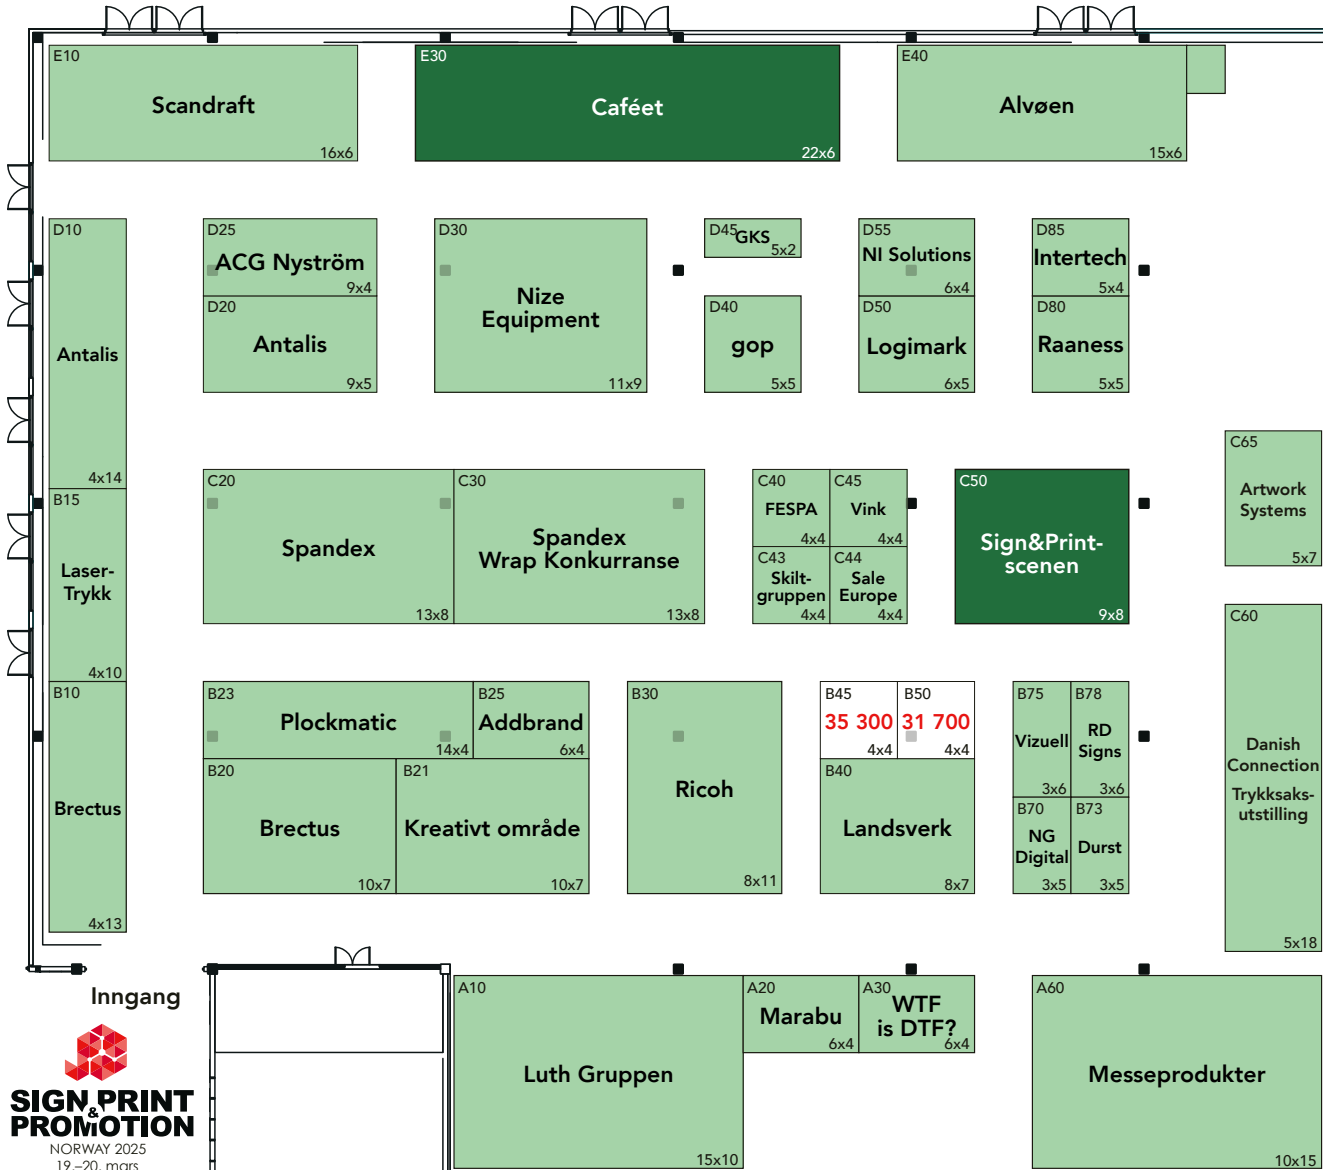 E10
Scandraft
16x6
E30
Caféet
22x6
E40
Alvøen
15x6
D10
Antalis
4x14
D25
ACG Nyström
9x4
D20
Antalis
9x5
D30
Nize
Equipment
11x9
D45
GKS
5x2
D40
gop
5x5
D55
NI Solutions
6x4
D50
Logimark
6x5
D85
Intertech
5x4
D80
Raaness
5x5
B15
Laser-
Trykk
4x10
C20
Spandex
13x8
C30
Spandex
Wrap Konkurranse
13x8
C40
FESPA
4x4
C45
Vink
4x4
C43
Skilt-
gruppen
4x4
C44
Sale
Europe
4x4
C50
Sign&Print-
scenen
9x8
C65
Artwork
Systems
5x7
C60
Danish
Connection
Trykksaks-
utstilling
5x18
B10
Brectus
4x13
B23
Plockmatic
14x4
B25
Addbrand
6x4
B20
Brectus
10x7
B21
Kreativt område
10x7
B30
Ricoh
8x11
B45
35 300
4x4
B50
31 700
4x4
B40
Landsverk
8x7
B75
Vizuell
3x6
B78
RD
Signs
3x6
B70
NG
Digital
3x5
B73
Durst
3x5
Inngang
A10
Luth Gruppen
15x10
A20
Marabu
6x4
A30
WTF
is DTF?
6x4
A60
Messeprodukter
10x15
SIGN, PRINT
&
PROMOTION
NORWAY 2025
19.–20. mars